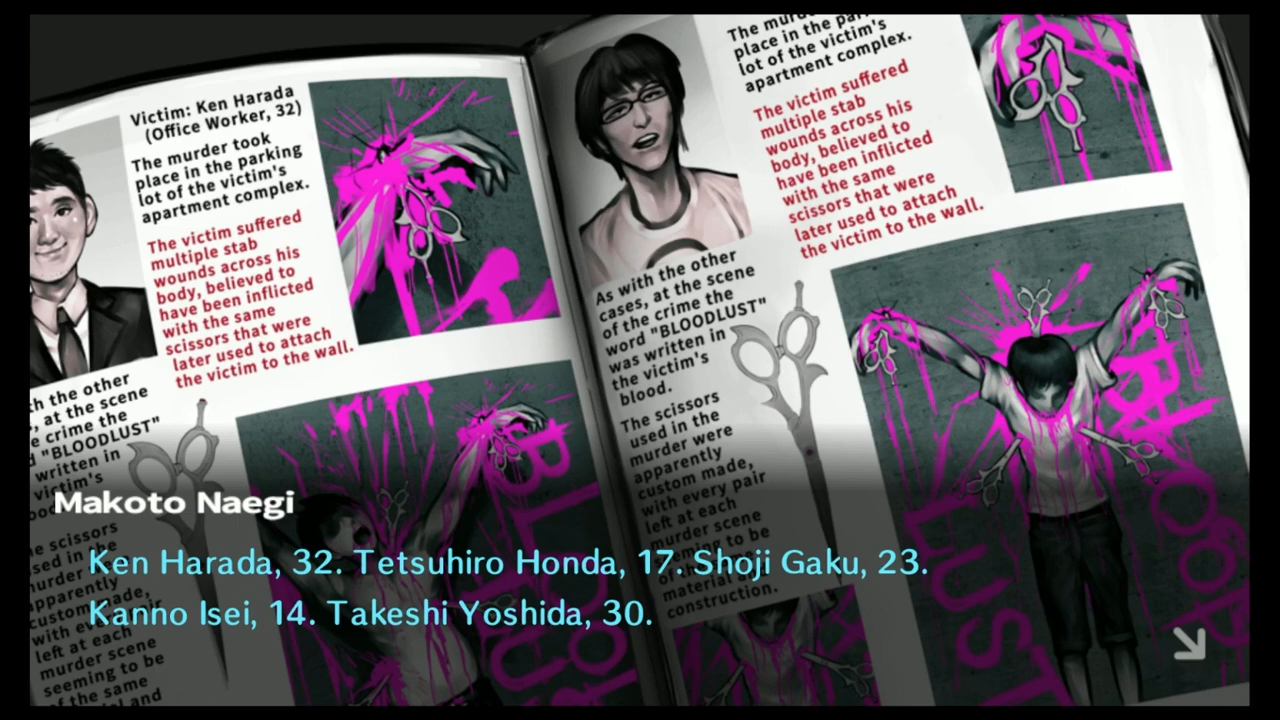 Victim: Ken Harada
(Office Worker, 32)
The murder took
place in the parking
lot of the victim's
apartment complex.
The victim suffered
multiple stab
wounds across his
body, believed to
have been inflicted
with the same
scissors that were
later used to attach
the victim to the wall.
the other
, at the scene
crime the
"BLOODLUST"
written in
victim's
scissors
used in the
murder
apparently
custom made,
with
left at each
murder scene
seeming to be
of the same
and
BLOODLUST
The murder
place in the
lot of the victim's
apartment complex.
The victim suffered
multiple stab
wounds across his
body, believed to
have been inflicted
with the same
scissors that were
later used to attach
the victim to the wall.
As with the other
cases, at the scene
of the crime the
word "BLOODLUST"
was written in
the victim's
blood.
The scissors
used in the
murder were
apparently
custom made,
with every pair
left at each
murder scene
seeming to be
of the same
material and
construction.
BLOOD
LUST
Makoto Naegi
Ken Harada, 32. Tetsuhiro Honda, 17. Shoji Gaku, 23.
Kanno Isei, 14. Takeshi Yoshida, 30.